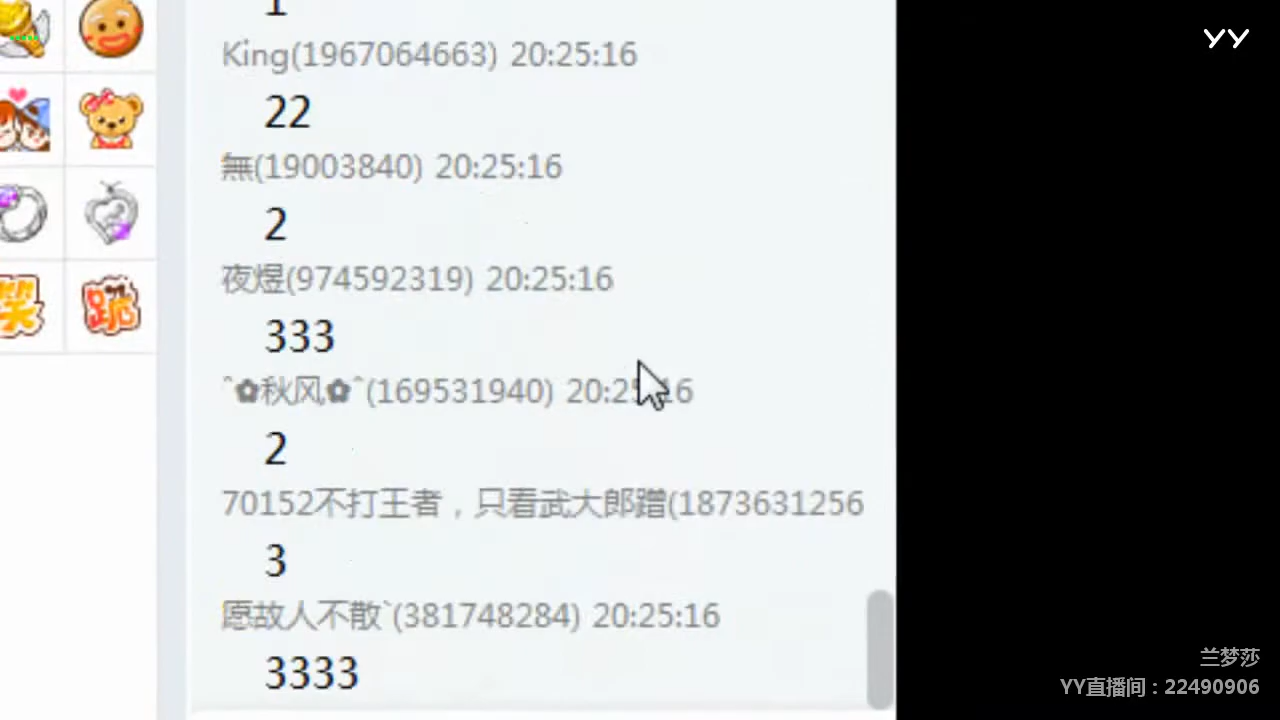 1
YY
King(1967064663) 20:25:16
22
無(19003840) 20:25:16
2
夜煜(974592319) 20:25:16
333
笑
跪
ˆ✿秋风✿ˆ(169531940) 20:25:16
2
70152不打王者，只看武大郎蹭(1873631256
3
愿故人不散`(381748284) 20:25:16
3333
兰梦莎
YY直播间：22490906